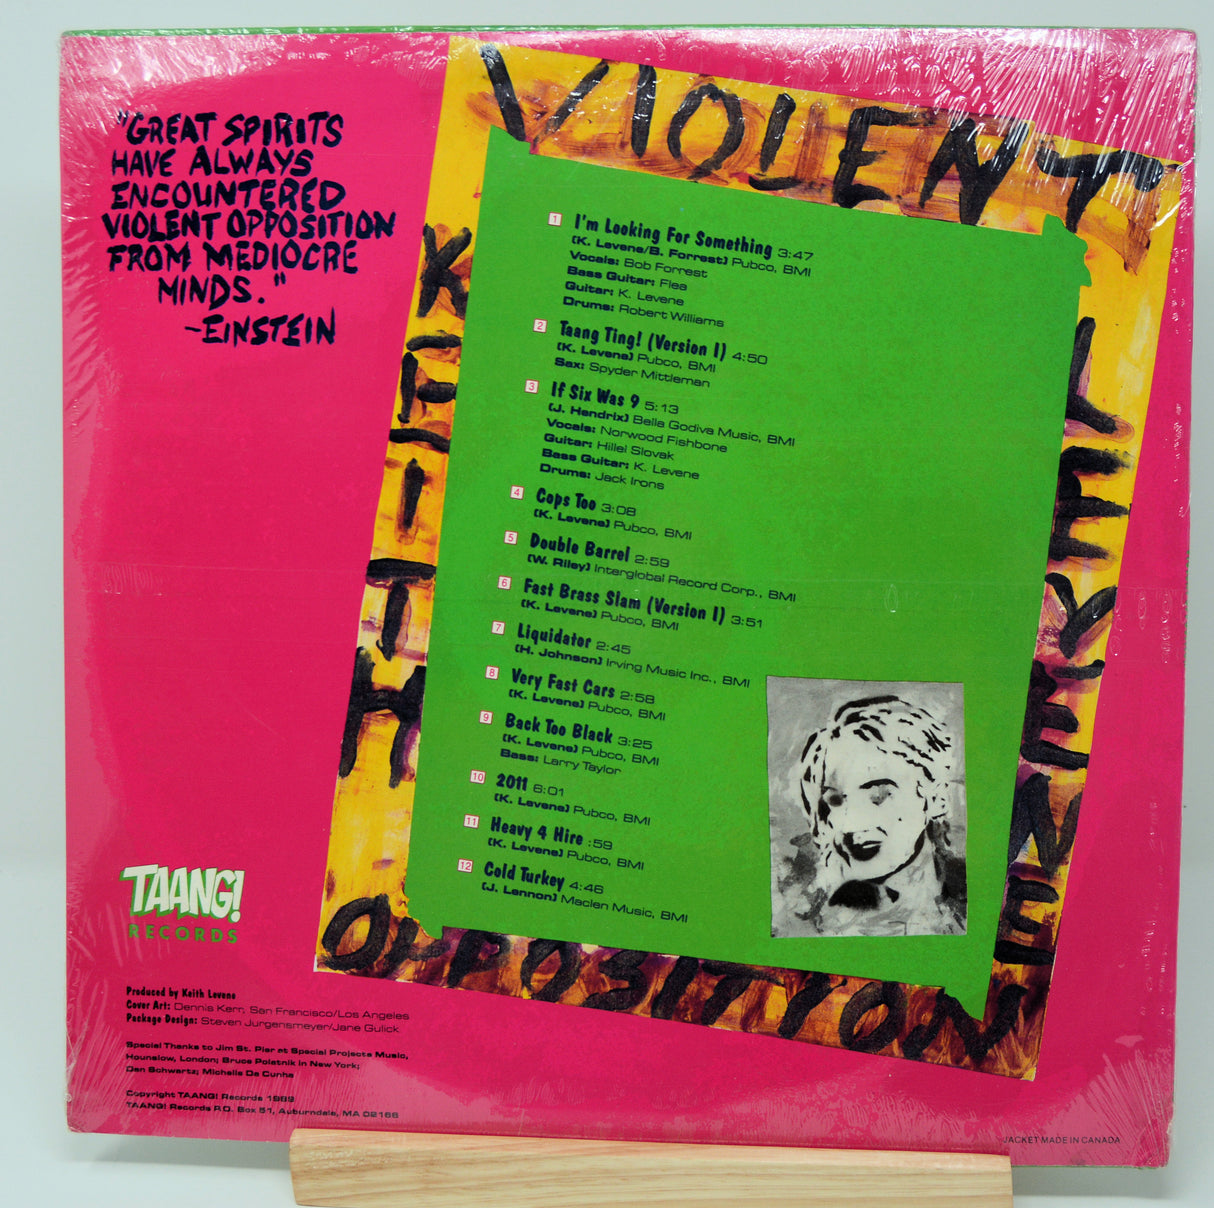 "GREAT SPIRITS
HAVE ALWAYS
ENCOUNTERED
VIOLENT OPPOSITION
FROM MEDIOCRE
MINDS."
-EINSTEIN
VIOLENT
KEITH
LEVENE
OPPOSITION
1 I'm Looking For Something 3:47
(K. Levene/B. Forrest) Pubco, BMI
Vocals: Bob Forrest
Bass Guitar: Flea
Guitar: K. Levene
Drums: Robert Williams
2 Taang Ting! (Version I) 4:50
(K. Levene) Pubco, BMI
Sax: Spyder Mittleman
3 If Six Was 9 5:13
(J. Hendrix) Bella Godiva Music, BMI
Vocals: Norwood Fishbone
Guitar: Hillel Slovak
Bass Guitar: K. Levene
Drums: Jack Irons
4 Cops Too 3:08
(K. Levene) Pubco, BMI
5 Double Barrel 2:59
(W. Riley) Interglobal Record Corp., BMI
6 Fast Brass Slam (Version I) 3:51
(K. Levene) Pubco, BMI
7 Liquidator 2:45
(H. Johnson) Irving Music Inc., BMI
8 Very Fast Cars 2:58
(K. Levene) Pubco, BMI
9 Back Too Black 3:25
(K. Levene) Pubco, BMI
Bass: Larry Taylor
10 2011 6:01
(K. Levene) Pubco, BMI
11 Heavy 4 Hire :59
(K. Levene) Pubco, BMI
12 Cold Turkey 4:46
(J. Lennon) Maclen Music, BMI
TAANG!
RECORDS
Produced by Keith Levene
Cover Art: Dennis Kerr, San Francisco/Los Angeles
Package Design: Steven Jurgensmeyer/Jane Gulick
Special Thanks to Jim St. Pier at Special Projects Music,
Hounslow, London; Bruce Polatnik in New York;
Dan Schwartz; Michelle Da Cunha
Copyright TAANG! Records 1989
TAANG! Records P.O. Box 51, Auburndale, MA 02166
JACKET MADE IN CANADA